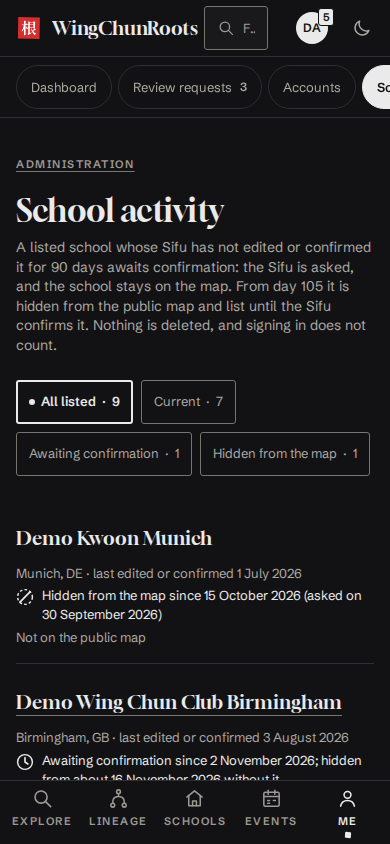 根 WingChunRoots F.. DA 5
Dashboard Review requests 3 Accounts Sc
ADMINISTRATION
School activity
A listed school whose Sifu has not edited or confirmed
it for 90 days awaits confirmation: the Sifu is asked,
and the school stays on the map. From day 105 it is
hidden from the public map and list until the Sifu
confirms it. Nothing is deleted, and signing in does not
count.
All listed · 9 Current · 7
Awaiting confirmation · 1 Hidden from the map · 1
Demo Kwoon Munich
Munich, DE · last edited or confirmed 1 July 2026
Hidden from the map since 15 October 2026 (asked on
30 September 2026)
Not on the public map
Demo Wing Chun Club Birmingham
Birmingham, GB · last edited or confirmed 3 August 2026
Awaiting confirmation since 2 November 2026; hidden
from about 16 November 2026 without it
EXPLORE LINEAGE SCHOOLS EVENTS ME